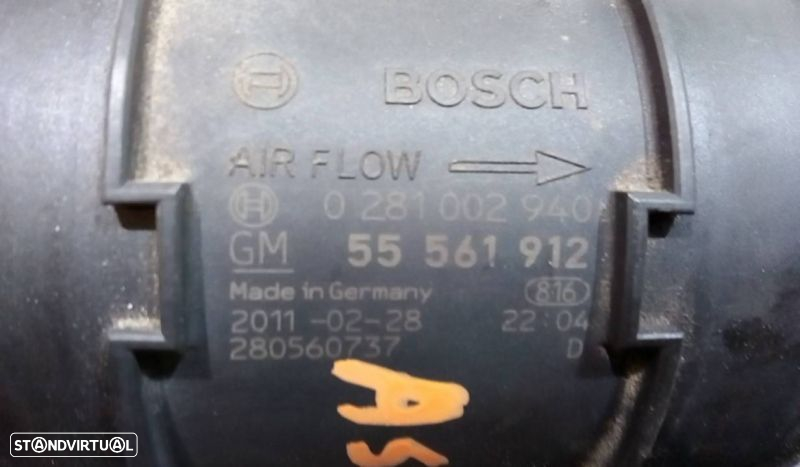 BOSCH
AIR FLOW
0 281 002 940
GM 55 561 912
Made in Germany 816
2011-02-28 22:04
280560737 D
AS
STANDVIRTUAL